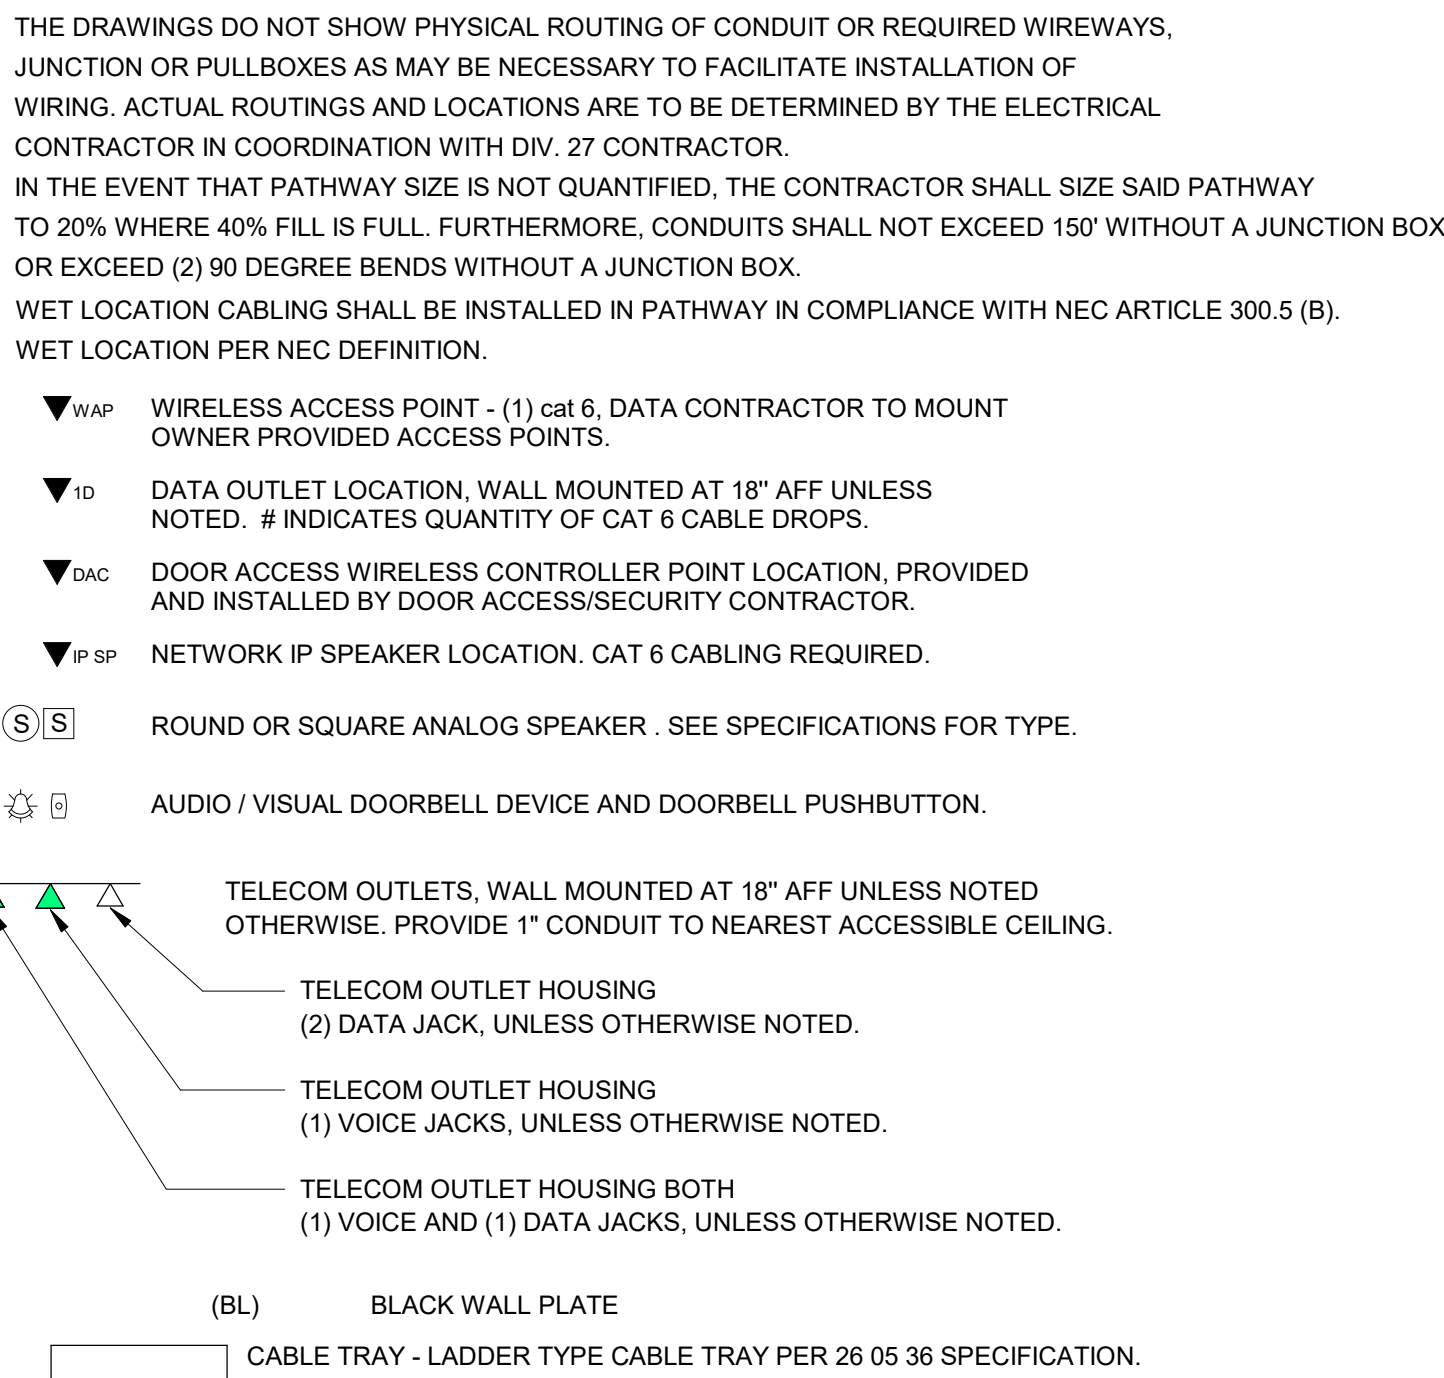 THE DRAWINGS DO NOT SHOW PHYSICAL ROUTING OF CONDUIT OR REQUIRED WIREWAYS,
JUNCTION OR PULLBOXES AS MAY BE NECESSARY TO FACILITATE INSTALLATION OF
WIRING. ACTUAL ROUTINGS AND LOCATIONS ARE TO BE DETERMINED BY THE ELECTRICAL
CONTRACTOR IN COORDINATION WITH DIV. 27 CONTRACTOR.
IN THE EVENT THAT PATHWAY SIZE IS NOT QUANTIFIED, THE CONTRACTOR SHALL SIZE SAID PATHWAY
TO 20% WHERE 40% FILL IS FULL. FURTHERMORE, CONDUITS SHALL NOT EXCEED 150' WITHOUT A JUNCTION BOX
OR EXCEED (2) 90 DEGREE BENDS WITHOUT A JUNCTION BOX.
WET LOCATION CABLING SHALL BE INSTALLED IN PATHWAY IN COMPLIANCE WITH NEC ARTICLE 300.5 (B).
WET LOCATION PER NEC DEFINITION.
WAP WIRELESS ACCESS POINT - (1) cat 6, DATA CONTRACTOR TO MOUNT
OWNER PROVIDED ACCESS POINTS.
1D DATA OUTLET LOCATION, WALL MOUNTED AT 18" AFF UNLESS
NOTED. # INDICATES QUANTITY OF CAT 6 CABLE DROPS.
DAC DOOR ACCESS WIRELESS CONTROLLER POINT LOCATION, PROVIDED
AND INSTALLED BY DOOR ACCESS/SECURITY CONTRACTOR.
IP SP NETWORK IP SPEAKER LOCATION. CAT 6 CABLING REQUIRED.
S S ROUND OR SQUARE ANALOG SPEAKER . SEE SPECIFICATIONS FOR TYPE.
AUDIO / VISUAL DOORBELL DEVICE AND DOORBELL PUSHBUTTON.
TELECOM OUTLETS, WALL MOUNTED AT 18" AFF UNLESS NOTED
OTHERWISE. PROVIDE 1" CONDUIT TO NEAREST ACCESSIBLE CEILING.
TELECOM OUTLET HOUSING
(2) DATA JACK, UNLESS OTHERWISE NOTED.
TELECOM OUTLET HOUSING
(1) VOICE JACKS, UNLESS OTHERWISE NOTED.
TELECOM OUTLET HOUSING BOTH
(1) VOICE AND (1) DATA JACKS, UNLESS OTHERWISE NOTED.
(BL) BLACK WALL PLATE
CABLE TRAY - LADDER TYPE CABLE TRAY PER 26 05 36 SPECIFICATION.